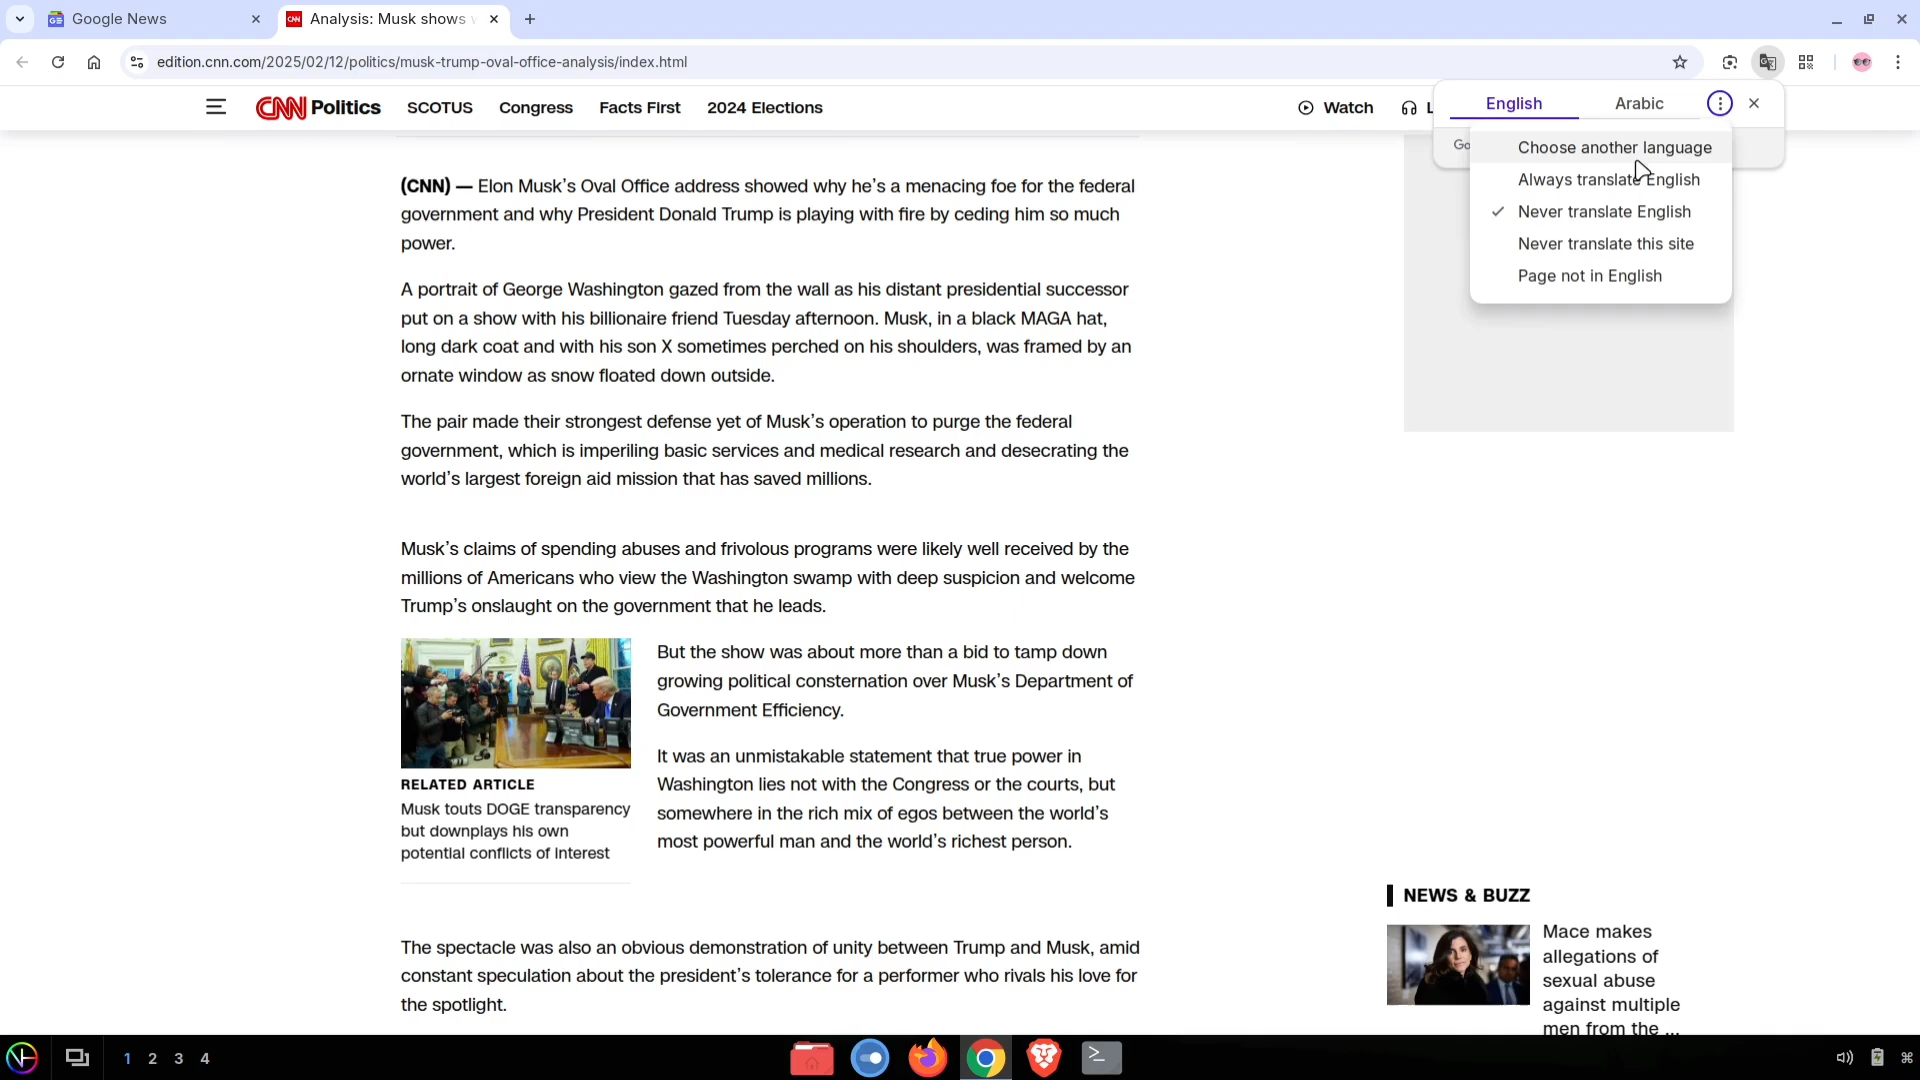 Google News
CNN Analysis: Musk shows
edition.cnn.com/2025/02/12/politics/musk-trump-oval-office-analysis/index.html
CNN Politics SCOTUS Congress Facts First 2024 Elections Watch
English Arabic
Choose another language
Always translate English
Never translate English
Never translate this site
Page not in English
(CNN) — Elon Musk's Oval Office address showed why he's a menacing foe for the federal
government and why President Donald Trump is playing with fire by ceding him so much
power.
A portrait of George Washington gazed from the wall as his distant presidential successor
put on a show with his billionaire friend Tuesday afternoon. Musk, in a black MAGA hat,
long dark coat and with his son X sometimes perched on his shoulders, was framed by an
ornate window as snow floated down outside.
The pair made their strongest defense yet of Musk's operation to purge the federal
government, which is imperiling basic services and medical research and desecrating the
world's largest foreign aid mission that has saved millions.
Musk's claims of spending abuses and frivolous programs were likely well received by the
millions of Americans who view the Washington swamp with deep suspicion and welcome
Trump's onslaught on the government that he leads.
But the show was about more than a bid to tamp down
growing political consternation over Musk's Department of
Government Efficiency.
It was an unmistakable statement that true power in
Washington lies not with the Congress or the courts, but
somewhere in the rich mix of egos between the world's
most powerful man and the world's richest person.
RELATED ARTICLE
Musk touts DOGE transparency
but downplays his own
potential conflicts of interest
The spectacle was also an obvious demonstration of unity between Trump and Musk, amid
constant speculation about the president's tolerance for a performer who rivals his love for
the spotlight.
NEWS & BUZZ
Mace makes
allegations of
sexual abuse
against multiple
men from the ...
1 2 3 4